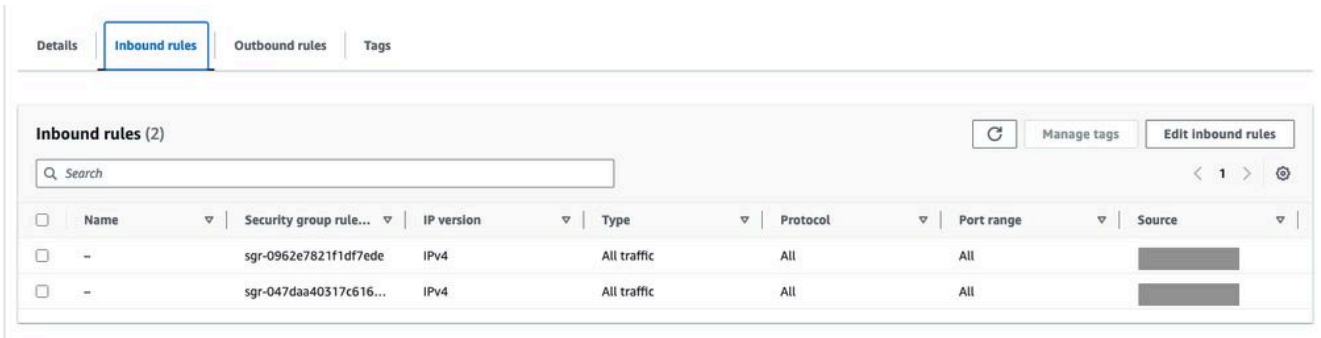 Details Inbound rules Outbound rules Tags
Inbound rules (2) Manage tags Edit inbound rules
Search 1
Name Security group rule... IP version Type Protocol Port range Source
– sgr-0962e7821f1df7ede IPv4 All traffic All All
– sgr-047daa40317c616... IPv4 All traffic All All